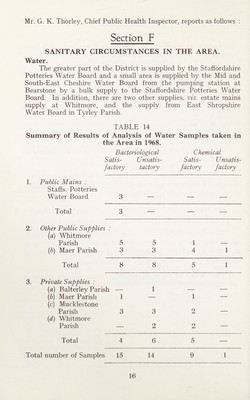 Mr. G. K. Thorley, Chief Public Health Inspector, reports as follows :
Section F
SANITARY CIRCUMSTANCES IN THE AREA.
Water.
The greater part of the District is supplied by the Staffordshire
Potteries Water Board and a small area is supplied by the Mid and
South-East Cheshire Water Board from the pumping station at
Bearstone by a bulk supply to the Staffordshire Potteries Water
Board. In addition, there are two other supplies, viz. estate mains
supply at Whitmore, and the supply from East Shropshire
Water Board in Tyrley Parish.
TABLE 14
Summary of Results of Analysis of Water Samples taken in
the Area in 1968.
Bacteriological Chemical
Satis- Unsatis- Satis- Unsatis-
factory factory factory factory
1. Public Mains :
Staffs. Potteries
Water Board 3 — — —
Total 3 — — —
2. Other Public Supplies :
(a) Whitmore
Parish 5 5 1 —
(b) Maer Parish 3 3 4 1
Total 8 8 5 1
3. Private Supplies :
(a) Balterley Parish — 1 — —
(b) Maer Parish 1 — 1 —
(c) Mucklestone
Parish 3 3 2 —
(d) Whitmore
Parish — 2 2 —
Total 4 6 5 —
Total number of Samples 15 14 9 1
16